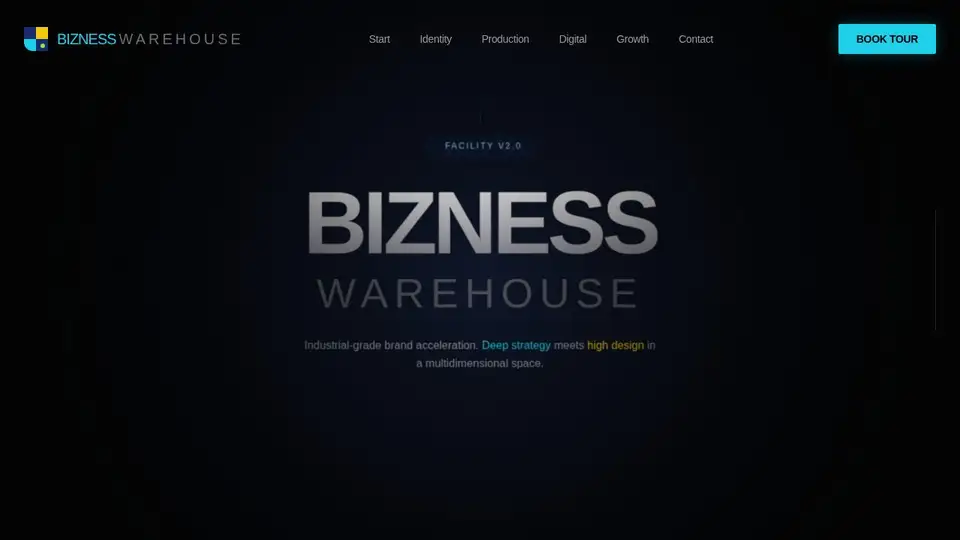 BIZNESS WAREHOUSE
Start
Identity
Production
Digital
Growth
Contact
BOOK TOUR
FACILITY V2.0
BIZNESS
WAREHOUSE
Industrial-grade brand acceleration. Deep strategy meets high design in
a multidimensional space.